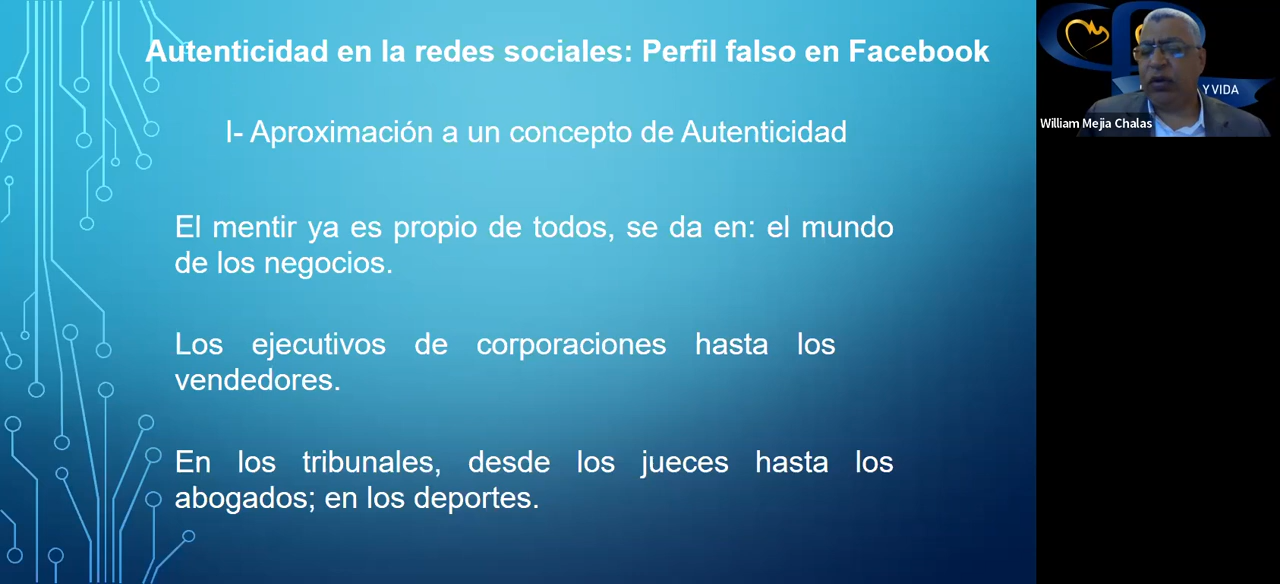 Autenticidad en la redes sociales: Perfil falso en Facebook
I- Aproximación a un concepto de Autenticidad
El mentir ya es propio de todos, se da en: el mundo
de los negocios.
Los ejecutivos de corporaciones hasta los
vendedores.
En los tribunales, desde los jueces hasta los
abogados; en los deportes.
Y VIDA
William Mejia Chalas